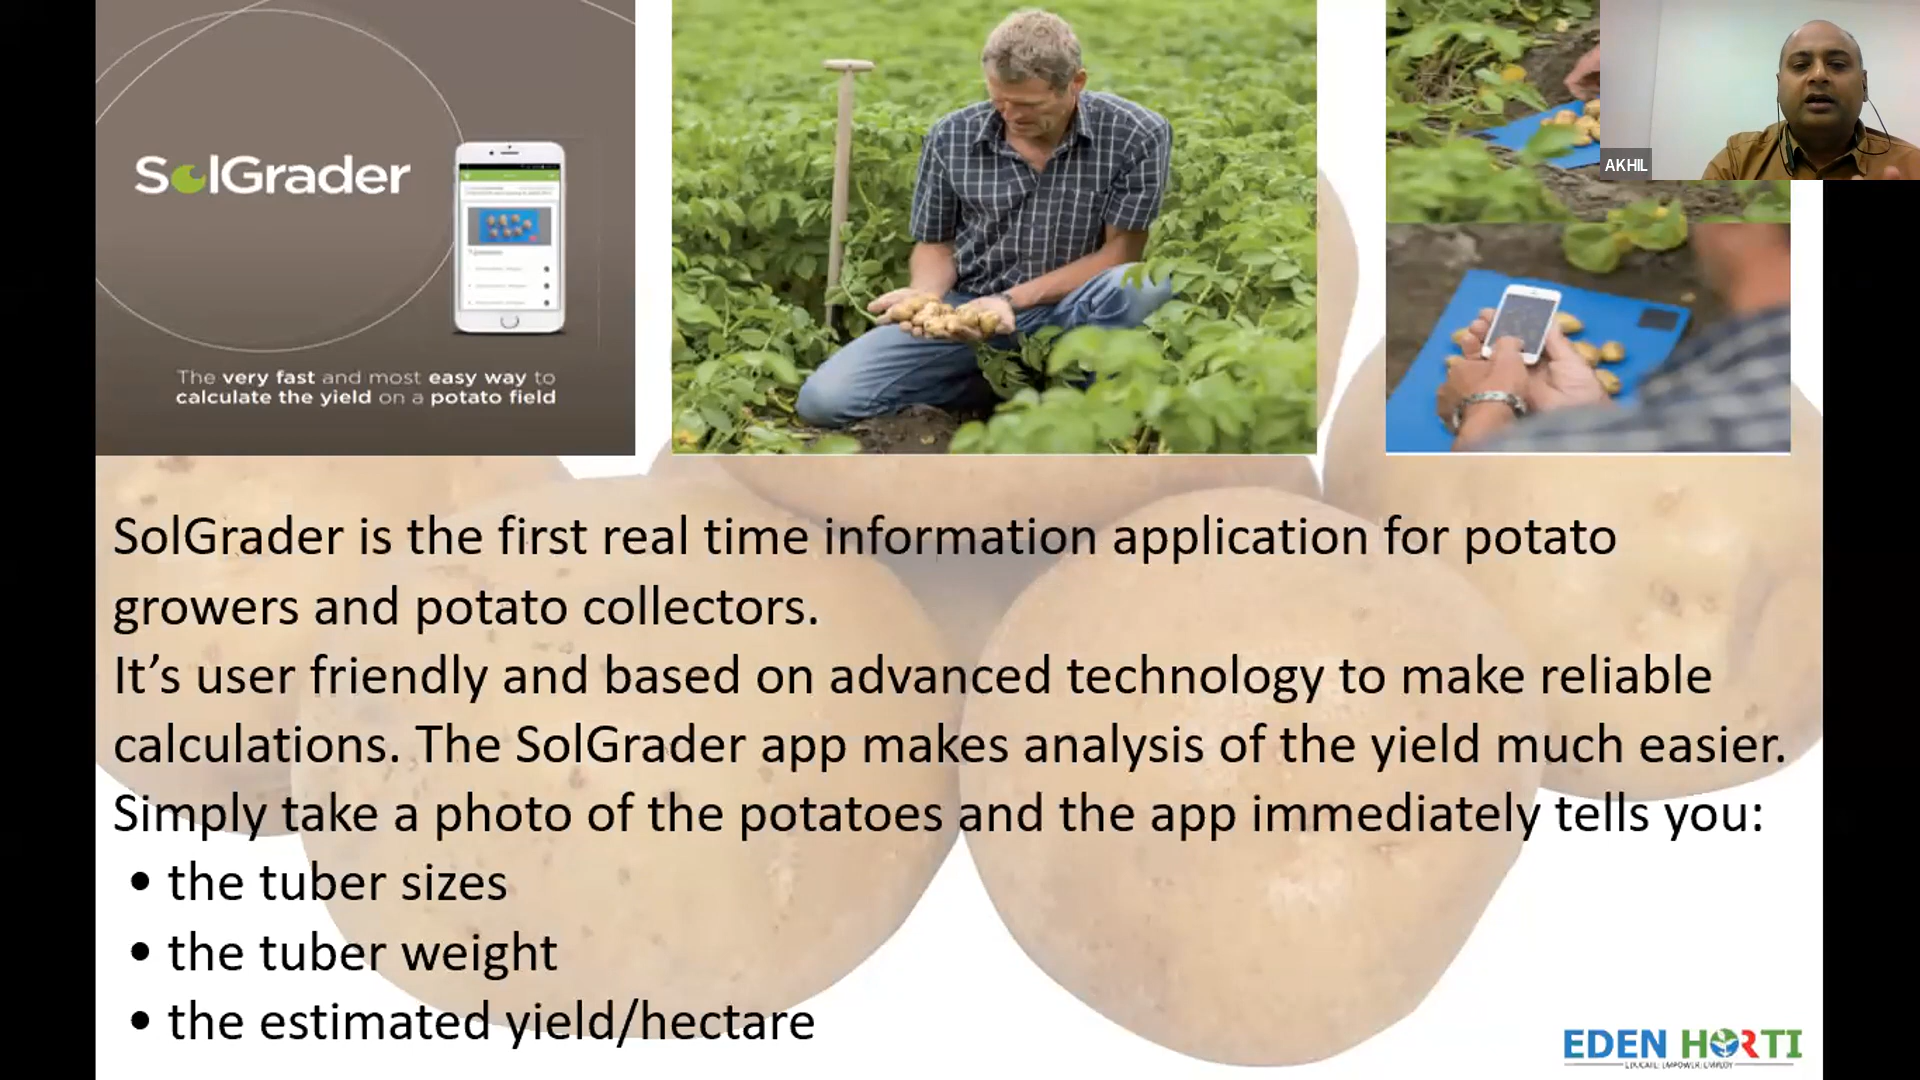 SolGrader
The very fast and most easy way to
calculate the yield on a potato field
AKHIL
SolGrader is the first real time information application for potato
growers and potato collectors.
It’s user friendly and based on advanced technology to make reliable
calculations. The SolGrader app makes analysis of the yield much easier.
Simply take a photo of the potatoes and the app immediately tells you:
• the tuber sizes
• the tuber weight
• the estimated yield/hectare
EDEN HORTI
EDUCATE | EMPOWER | EMPLOY